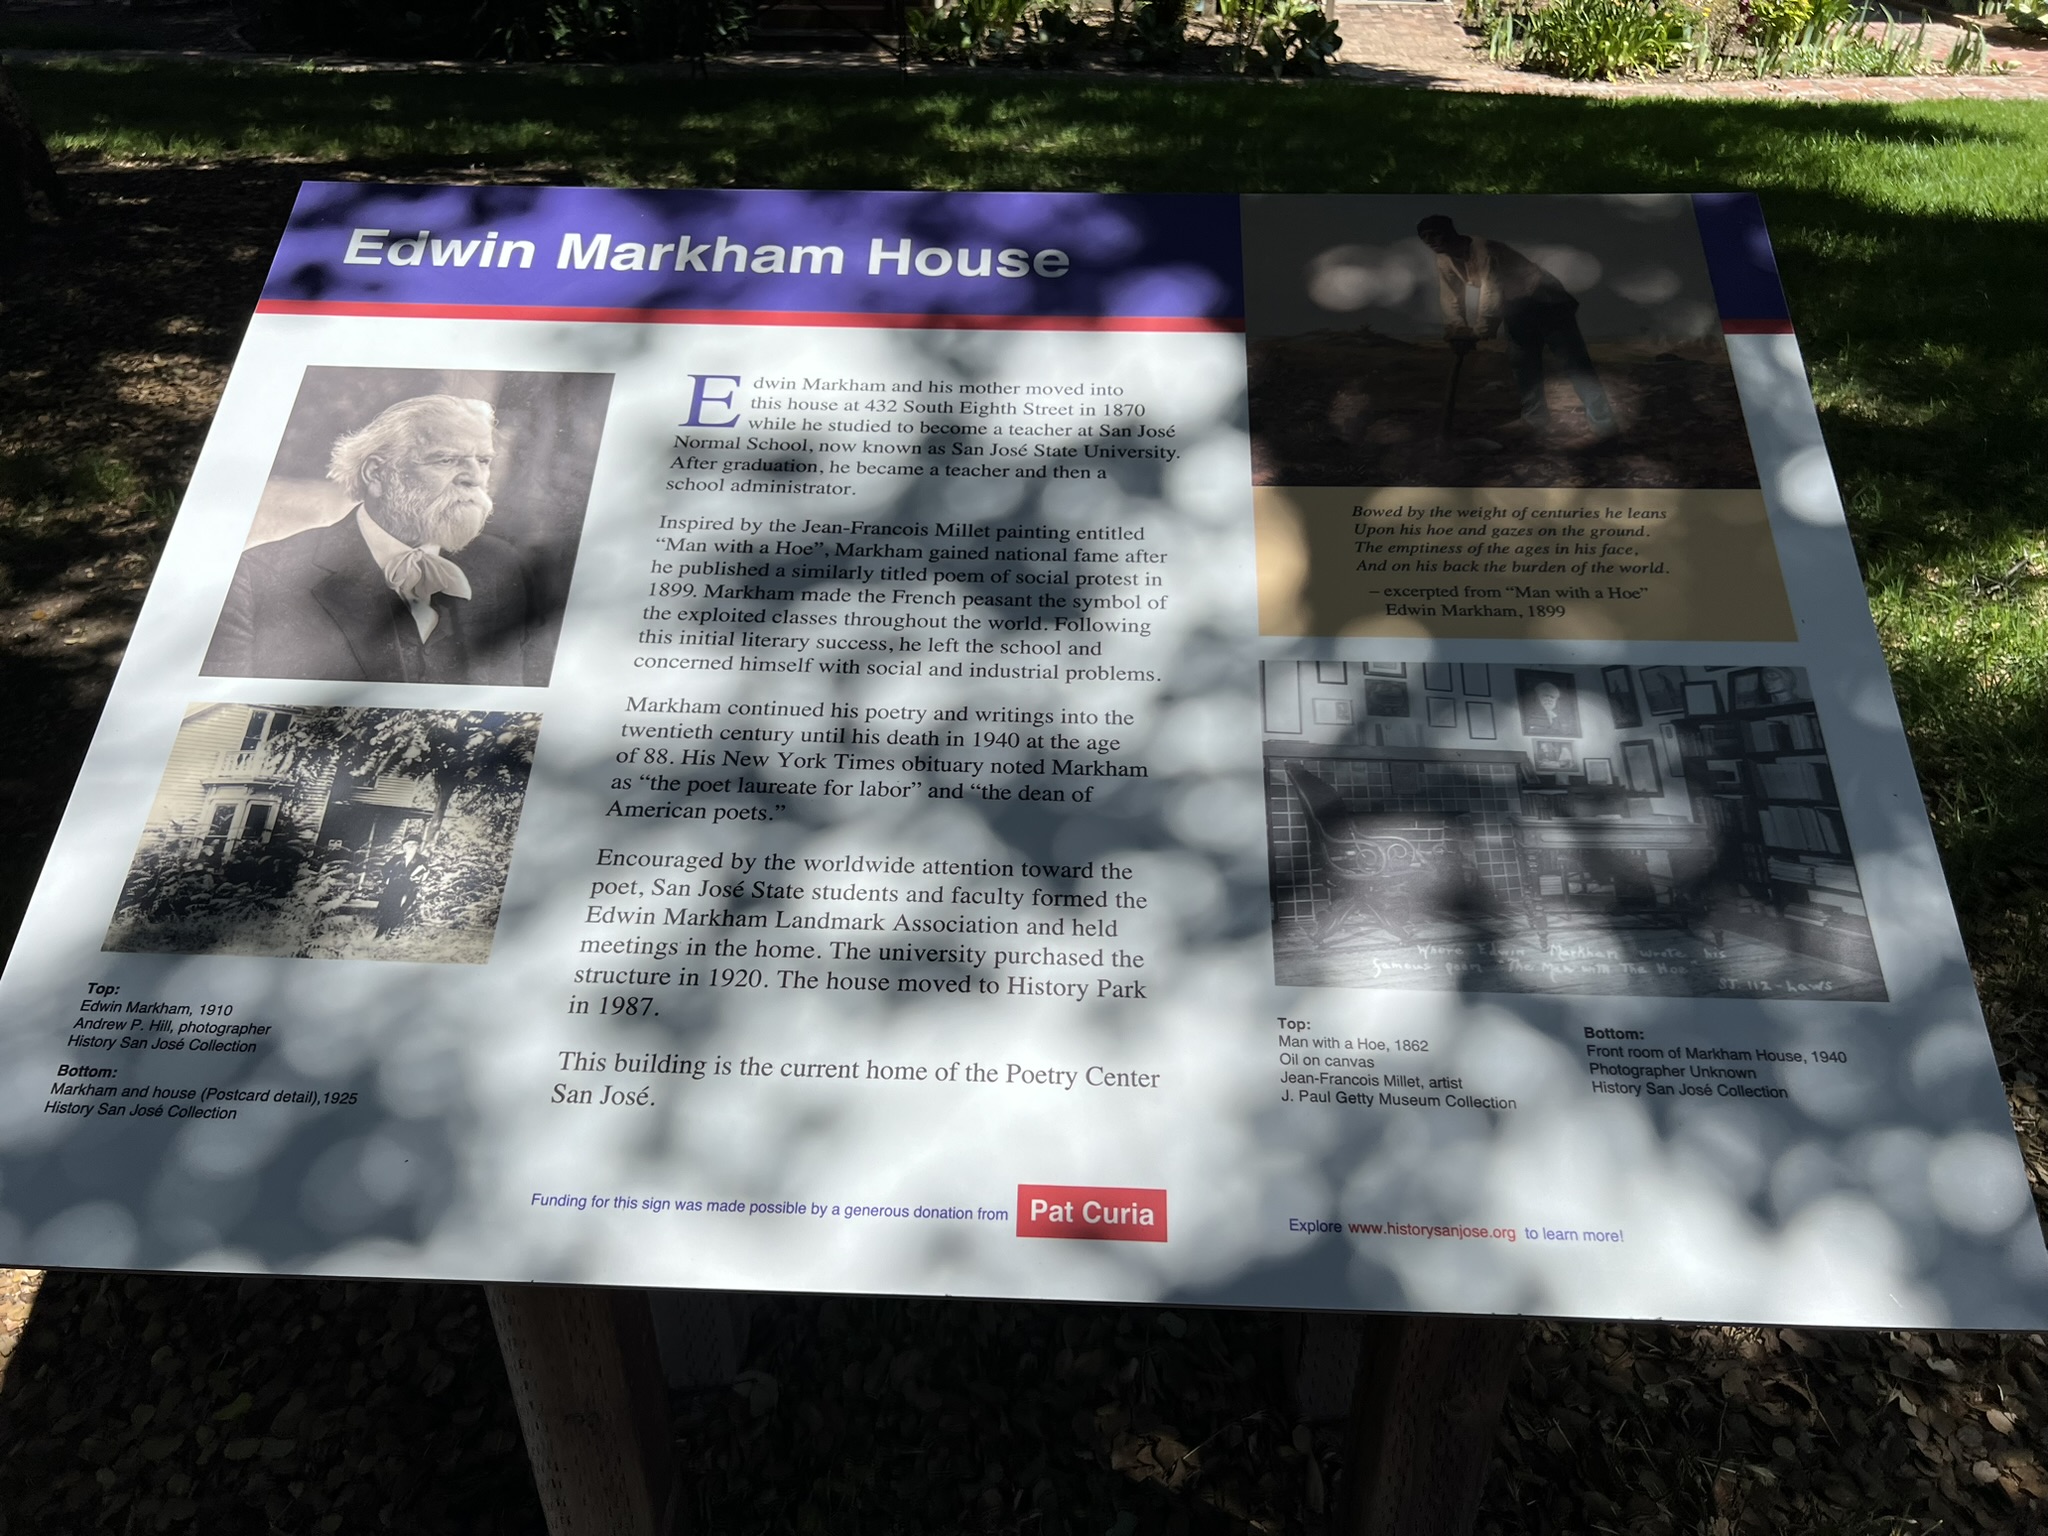 Edwin Markham House
Edwin Markham and his mother moved into
this house at 432 South Eighth Street in 1870
while he studied to become a teacher at San José
Normal School, now known as San José State University.
After graduation, he became a teacher and then a
school administrator.
Inspired by the Jean-Francois Millet painting entitled
“Man with a Hoe”, Markham gained national fame after
he published a similarly titled poem of social protest in
1899. Markham made the French peasant the symbol of
the exploited classes throughout the world. Following
this initial literary success, he left the school and
concerned himself with social and industrial problems.
Markham continued his poetry and writings into the
twentieth century until his death in 1940 at the age
of 88. His New York Times obituary noted Markham
as “the poet laureate for labor” and “the dean of
American poets.”
Encouraged by the worldwide attention toward the
poet, San José State students and faculty formed the
Edwin Markham Landmark Association and held
meetings in the home. The university purchased the
structure in 1920. The house moved to History Park
in 1987.
This building is the current home of the Poetry Center
San José.
Top:
Edwin Markham, 1910
Andrew P. Hill, photographer
History San José Collection
Bottom:
Markham and house (Postcard detail),1925
History San José Collection
Bowed by the weight of centuries he leans
Upon his hoe and gazes on the ground.
The emptiness of the ages in his face,
And on his back the burden of the world.
– excerpted from “Man with a Hoe”
Edwin Markham, 1899
Where Edwin Markham wrote his
famous poem "The Man with The Hoe"
SJ. 112-Laws
Top:
Man with a Hoe, 1862
Oil on canvas
Jean-Francois Millet, artist
J. Paul Getty Museum Collection
Bottom:
Front room of Markham House, 1940
Photographer Unknown
History San José Collection
Funding for this sign was made possible by a generous donation from Pat Curia
Explore www.historysanjose.org to learn more!